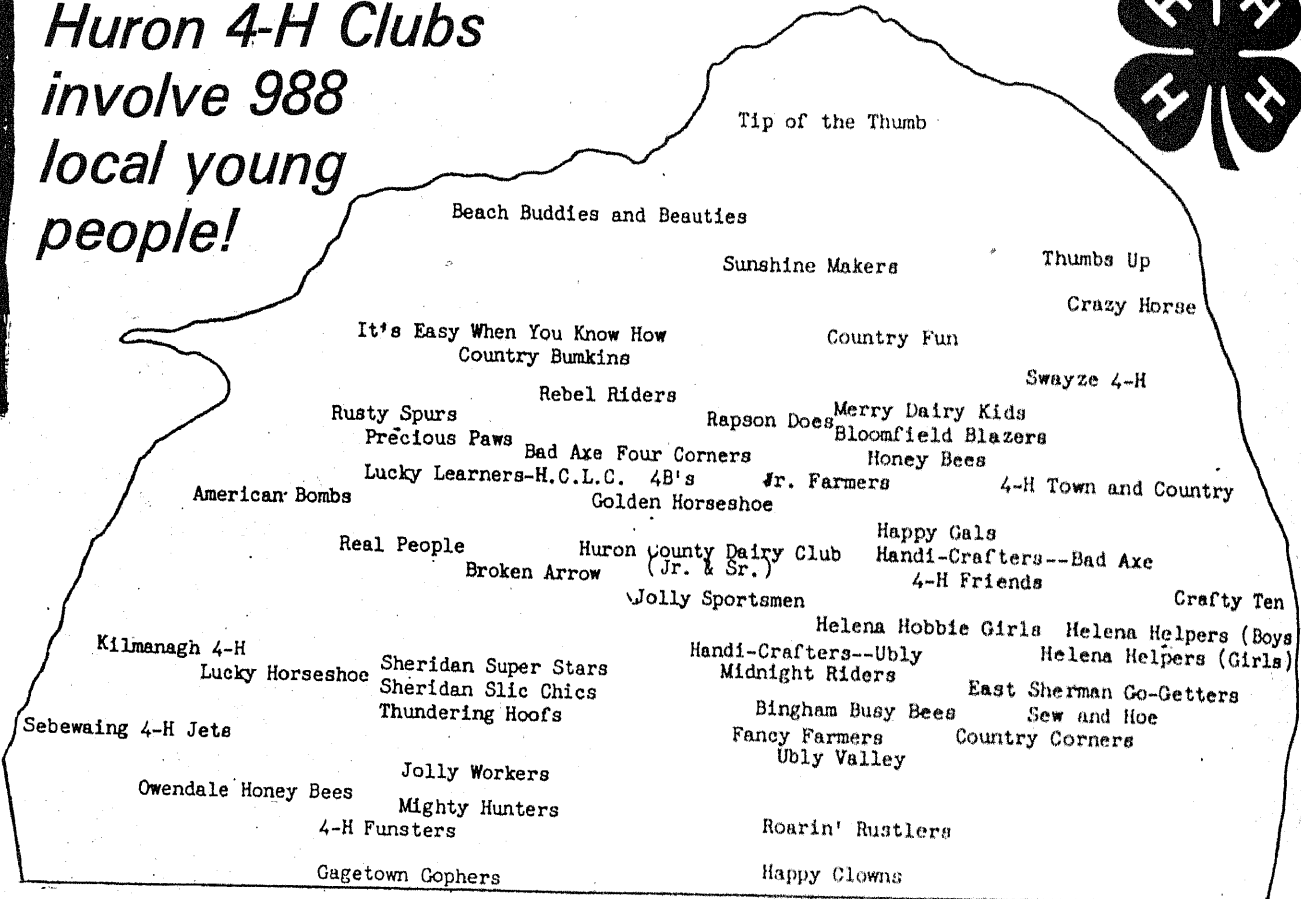 Huron 4-H Clubs
involve 988
local young
people!
H H
H H
Tip of the Thumb
Beach Buddies and Beauties
Sunshine Makers
Thumbs Up
Crazy Horse
It's Easy When You Know How
Country Bumkins
Country Fun
Swayze 4-H
Rebel Riders
Rusty Spurs
Rapson Does
Merry Dairy Kids
Precious Paws
Bloomfield Blazers
Bad Axe Four Corners
Honey Bees
Lucky Learners-H.C.L.C.
4B's
Jr. Farmers
4-H Town and Country
American Bombs
Golden Horseshoe
Happy Gals
Real People
Huron County Dairy Club
(Jr. & Sr.)
Handi-Crafters--Bad Axe
Broken Arrow
4-H Friends
Jolly Sportsmen
Crafty Ten
Helena Hobbie Girls
Helena Helpers (Boys
Kilmanagh 4-H
Handi-Crafters--Ubly
Helena Helpers (Girls)
Lucky Horseshoe
Sheridan Super Stars
Midnight Riders
Sheridan Slic Chics
East Sherman Go-Getters
Thundering Hoofs
Bingham Busy Bees
Sew and Hoe
Sebewaing 4-H Jets
Fancy Farmers
Country Corners
Ubly Valley
Jolly Workers
Owendale Honey Bees
Mighty Hunters
4-H Funsters
Roarin' Rustlers
Gagetown Gophers
Happy Clowns